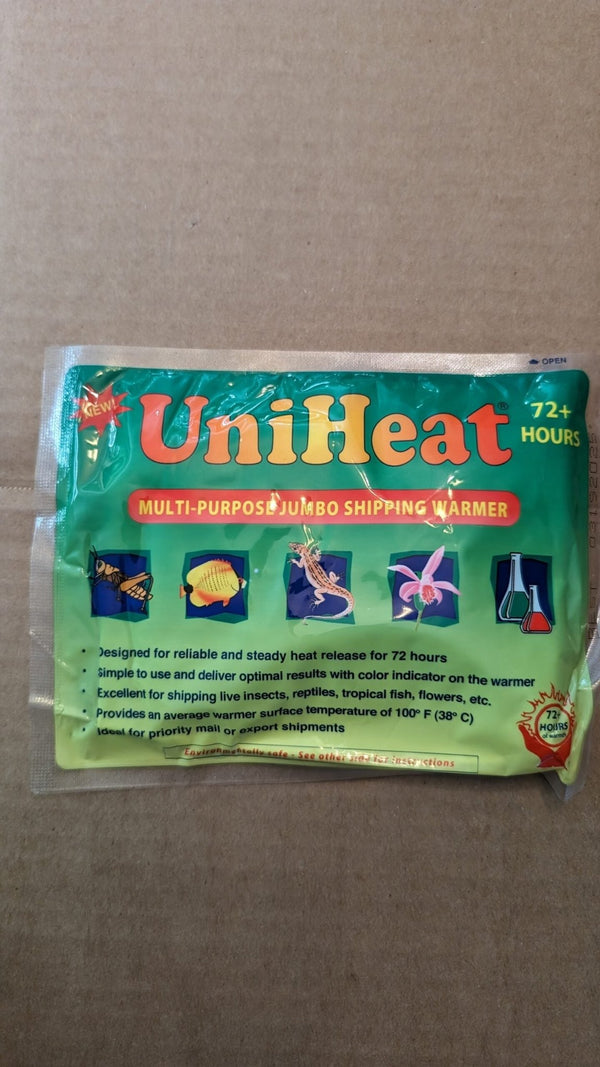 OPEN
NEW!
UniHeat®
72+
HOURS
MULTI-PURPOSE JUMBO SHIPPING WARMER
• Designed for reliable and steady heat release for 72 hours
• Simple to use and deliver optimal results with color indicator on the warmer
• Excellent for shipping live insects, reptiles, tropical fish, flowers, etc.
• Provides an average warmer surface temperature of 100° F (38° C)
• Ideal for priority mail or export shipments
Environmentally safe - See other side for instructions
72+
HOURS
of warmth